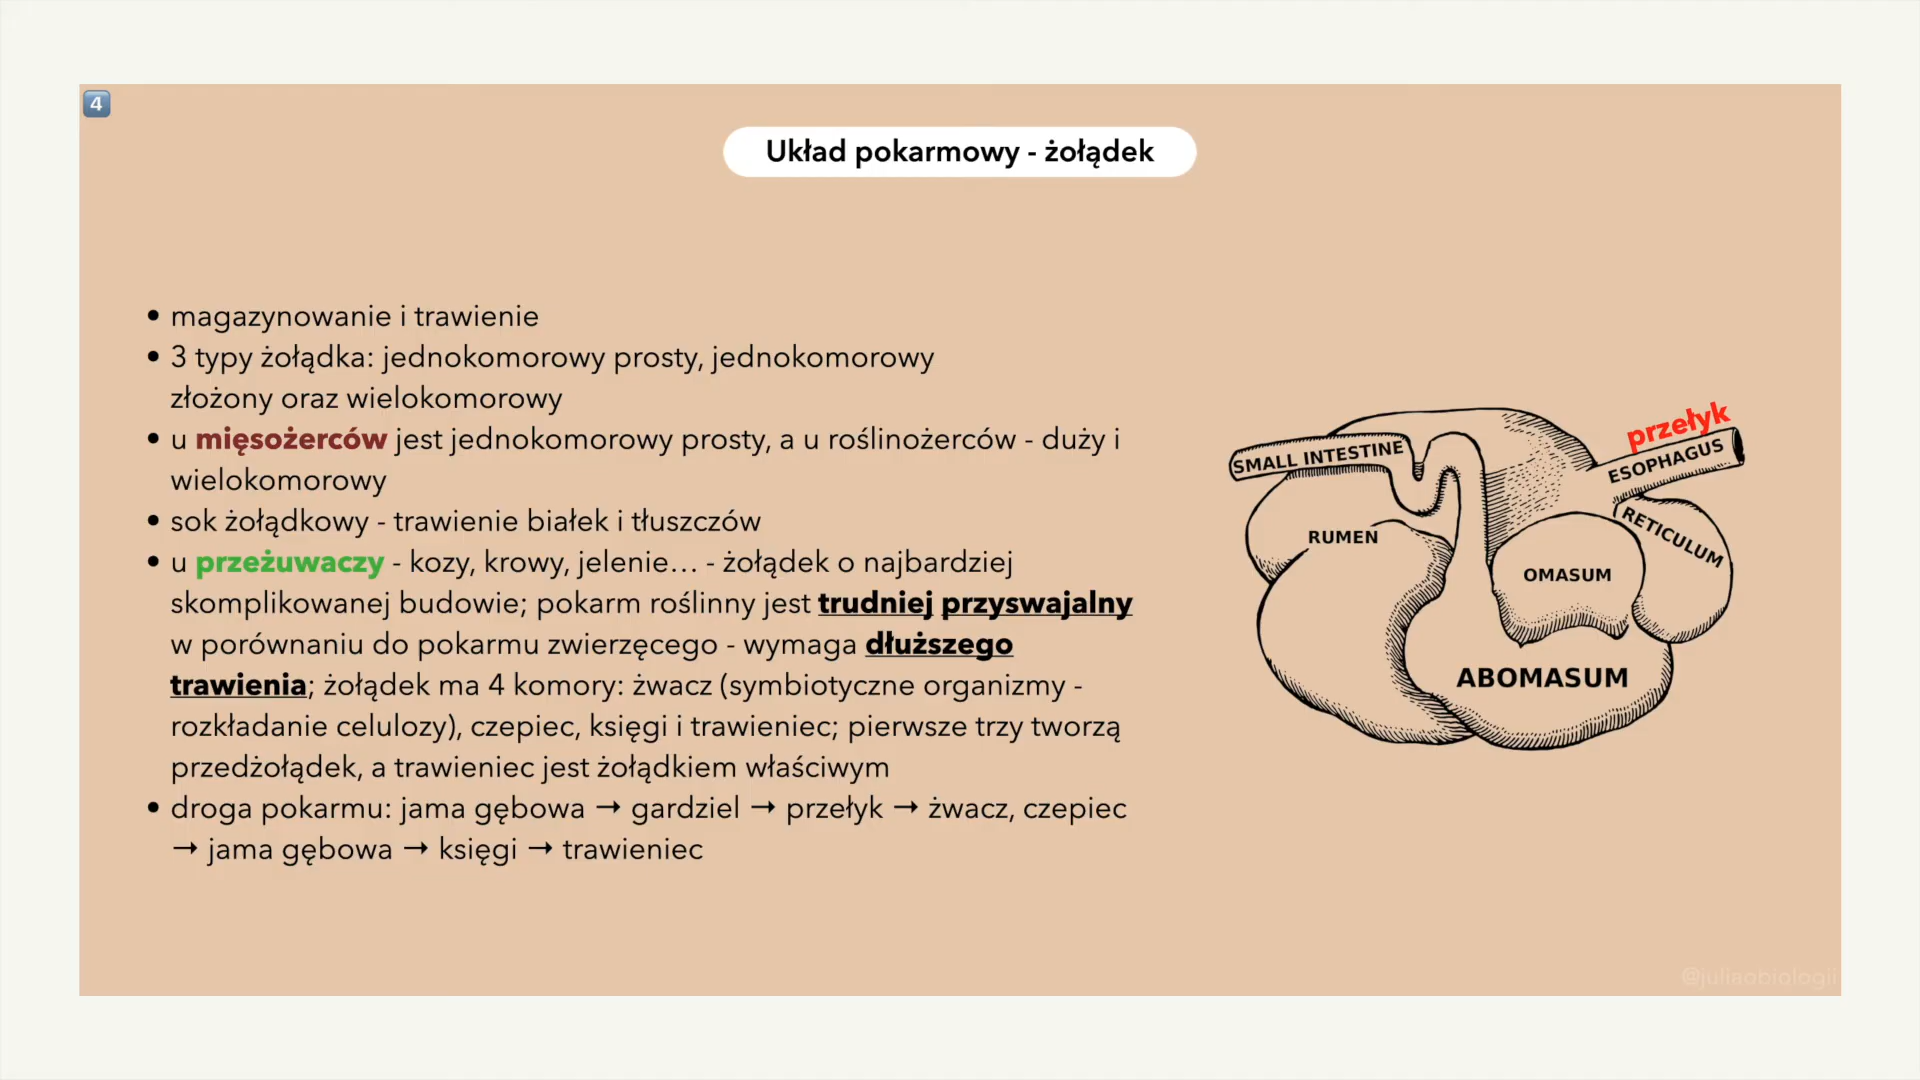 4
Układ pokarmowy - żołądek
• magazynowanie i trawienie
• 3 typy żołądka: jednokomorowy prosty, jednokomorowy
złożony oraz wielokomorowy
• u mięsożerców jest jednokomorowy prosty, a u roślinożerców - duży i
wielokomorowy
• sok żołądkowy - trawienie białek i tłuszczów
• u przeżuwaczy - kozy, krowy, jelenie... - żołądek o najbardziej
skomplikowanej budowie; pokarm roślinny jest trudniej przyswajalny
w porównaniu do pokarmu zwierzęcego - wymaga dłuższego
trawienia; żołądek ma 4 komory: żwacz (symbiotyczne organizmy -
rozkładanie celulozy), czepiec, księgi i trawieniec; pierwsze trzy tworzą
przedżołądek, a trawieniec jest żołądkiem właściwym
• droga pokarmu: jama gębowa → gardziel → przełyk → żwacz, czepiec
→ jama gębowa → księgi → trawieniec
przełyk
SMALL INTESTINE
ESOPHAGUS
RETICULUM
RUMEN
OMASUM
ABOMASUM
@juliaobiologii